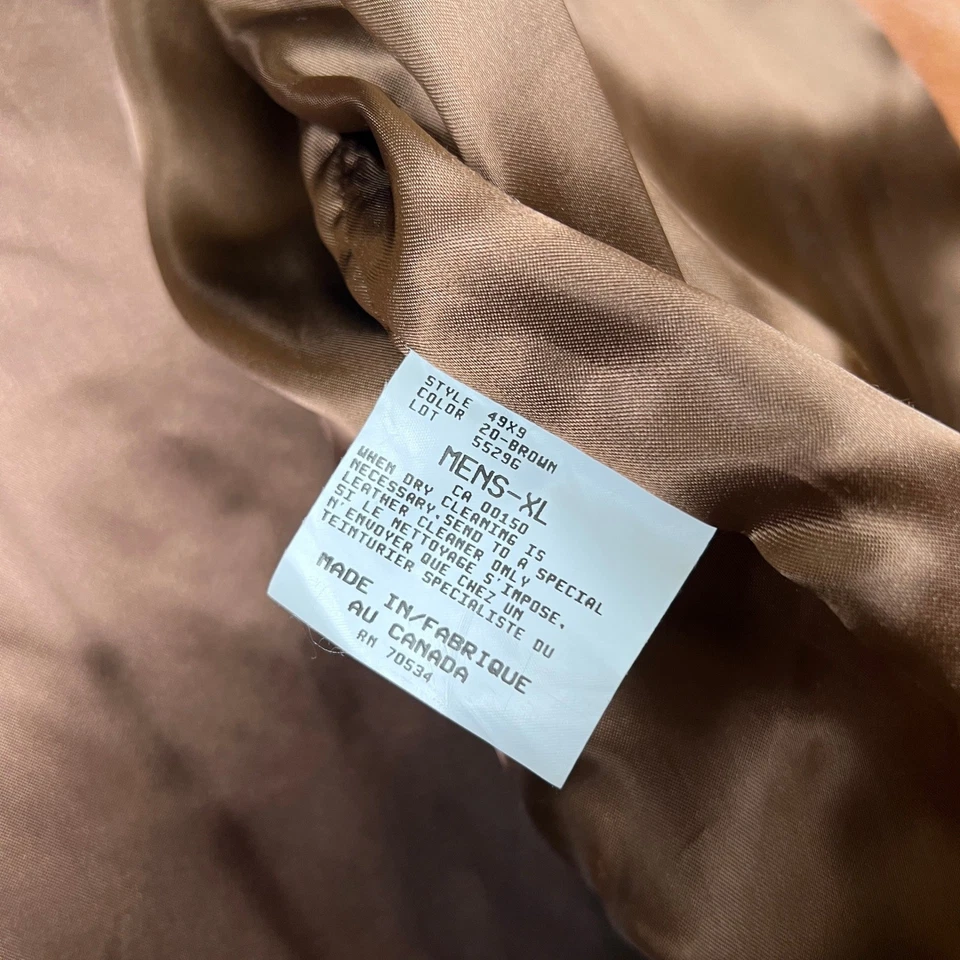 STYLE 49X9
COLOR 20-BROWN
LOT 55296
MENS-XL
CA 00150
WHEN DRY CLEANING IS
NECESSARY.SEND TO A SPECIAL
LEATHER CLEANER ONLY
SI LE NETTOYAGE S'IMPOSE,
N'ENVOYER QUE CHEZ UN
TEINTURIER SPECIALISTE DU
MADE IN/FABRIQUE
AU CANADA
RN 70534